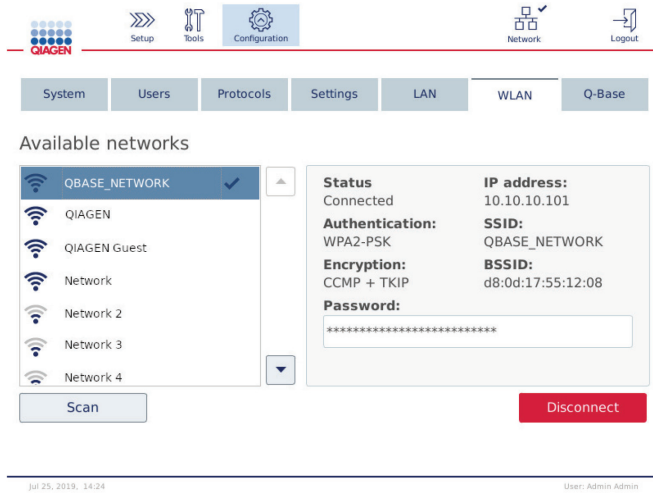 QIAGEN
Setup
Tools
Configuration
Network
Logout
System
Users
Protocols
Settings
LAN
WLAN
Q-Base
Available networks
QBASE_NETWORK
QIAGEN
QIAGEN Guest
Network
Network 2
Network 3
Network 4
Scan
Status
Connected
Authentication:
WPA2-PSK
Encryption:
CCMP + TKIP
Password:
**************************
IP address:
10.10.10.101
SSID:
QBASE_NETWORK
BSSID:
d8:0d:17:55:12:08
Disconnect
Jul 25, 2019, 14:24
User: Admin Admin